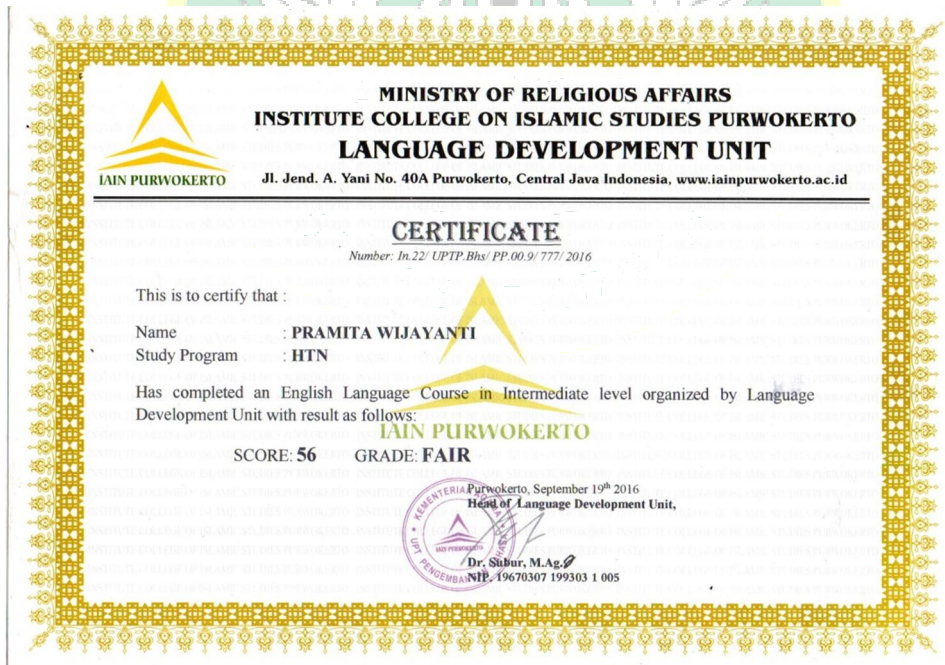 MINISTRY OF RELIGIOUS AFFAIRS
INSTITUTE COLLEGE ON ISLAMIC STUDIES PURWOKERTO
LANGUAGE DEVELOPMENT UNIT
IAIN PURWOKERTO
Jl. Jend. A. Yani No. 40A Purwokerto, Central Java Indonesia, www.iainpurwokerto.ac.id
CERTIFICATE
Number: In.22/ UPTP.Bhs/ PP.00.9/ 777/ 2016
This is to certify that :
Name : PRAMITA WIJAYANTI
Study Program : HTN
Has completed an English Language Course in Intermediate level organized by Language
Development Unit with result as follows:
IAIN PURWOKERTO
SCORE: 56 GRADE: FAIR
Purwokerto, September 19th 2016
Head of Language Development Unit,
KEMENTERIAN
IAIN PURWOKERTO
Dr. Subur, M.Ag.
NIP. 19670307 199303 1 005